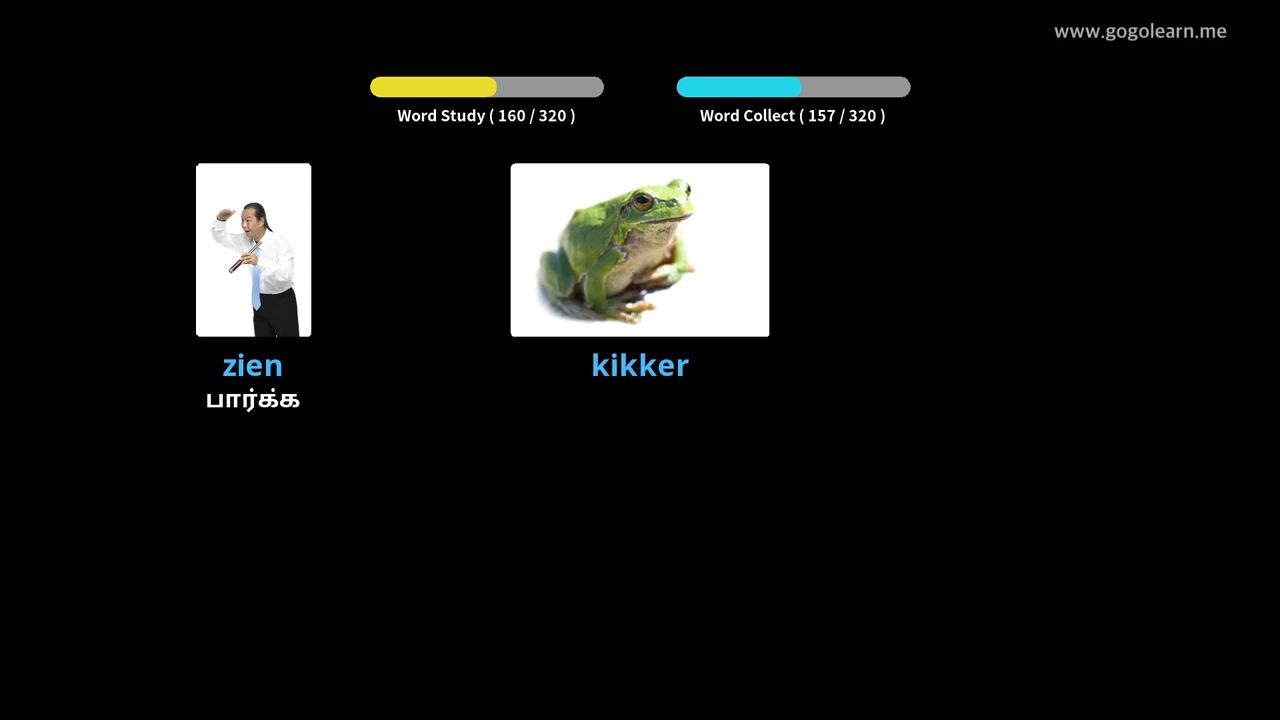 www.gogolearn.me
Word Study ( 160 / 320 )
Word Collect ( 157 / 320 )
zien
பார்க்க
kikker